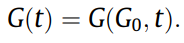 G(t) = G(G₀, t).